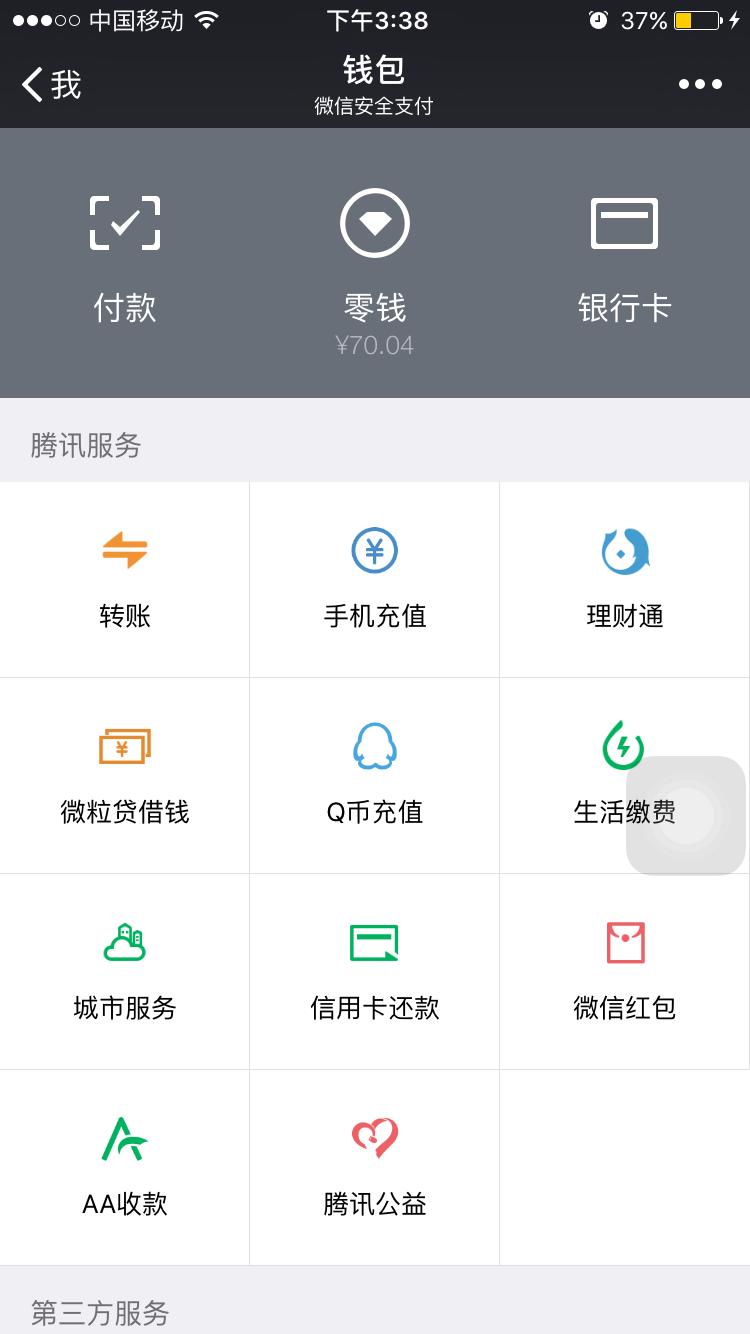 中国移动 下午3:38 37%
我 钱包
微信安全支付
付款 零钱 银行卡
¥70.04
腾讯服务
转账 手机充值 理财通
微粒贷借钱 Q币充值 生活缴费
城市服务 信用卡还款 微信红包
AA收款 腾讯公益
第三方服务